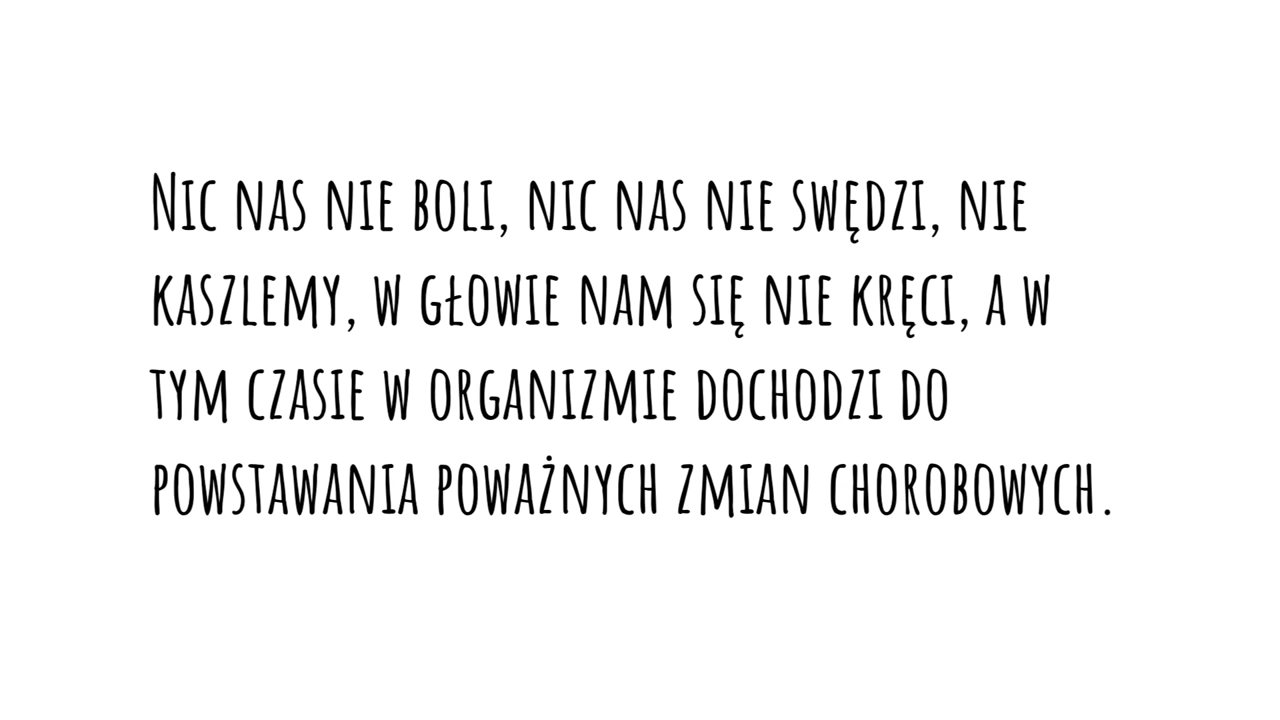 Nic nas nie boli, nic nas nie swędzi, nie
kaszlemy, w głowie nam się nie kręci, a w
tym czasie w organizmie dochodzi do
powstawania poważnych zmian chorobowych.